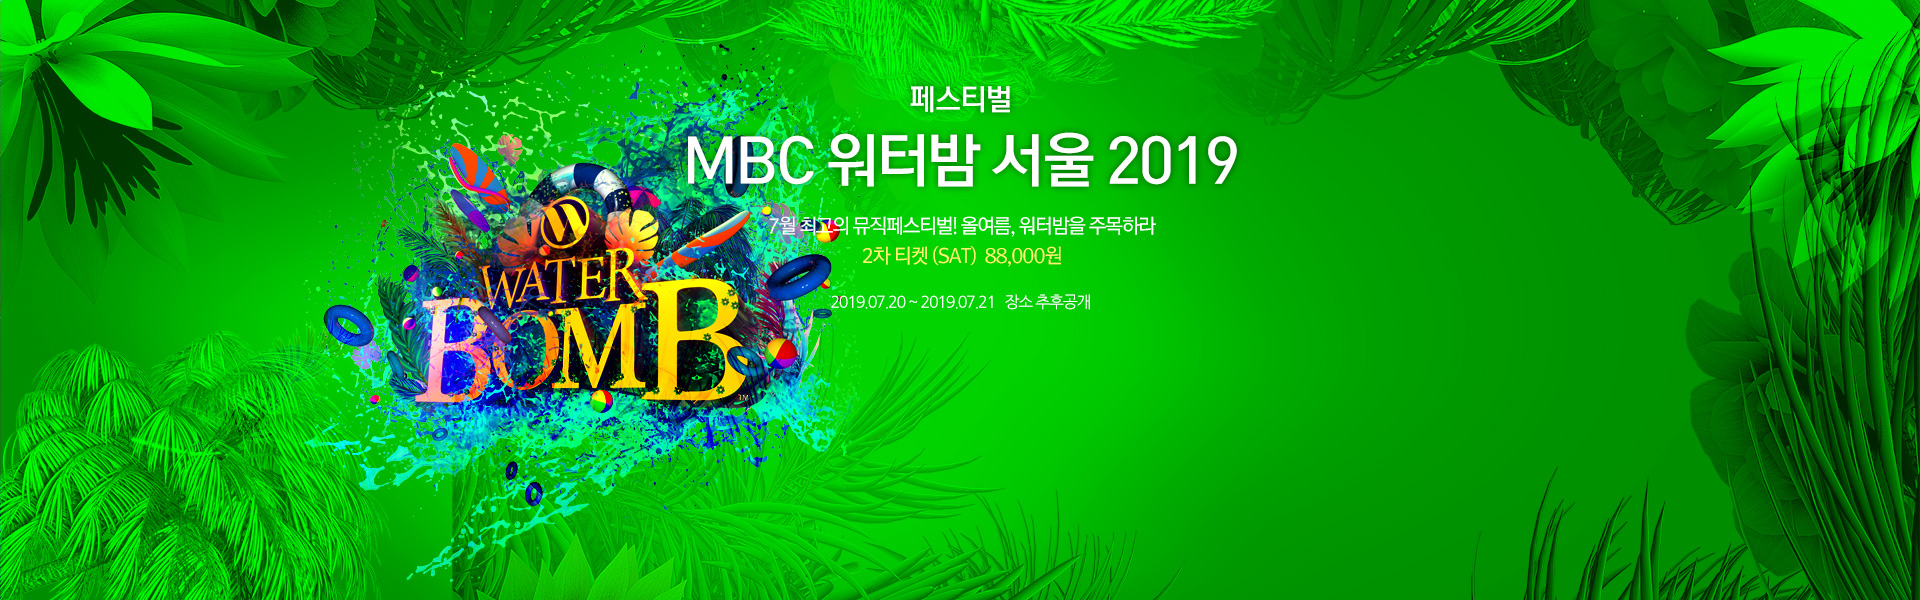 페스티벌
MBC 워터밤 서울 2019
7월 최고의 뮤직페스티벌! 올여름, 워터밤을 주목하라
2차 티켓 (SAT) 88,000원
2019.07.20 ~ 2019.07.21 장소 추후공개
W
WATER
BOMB
TM